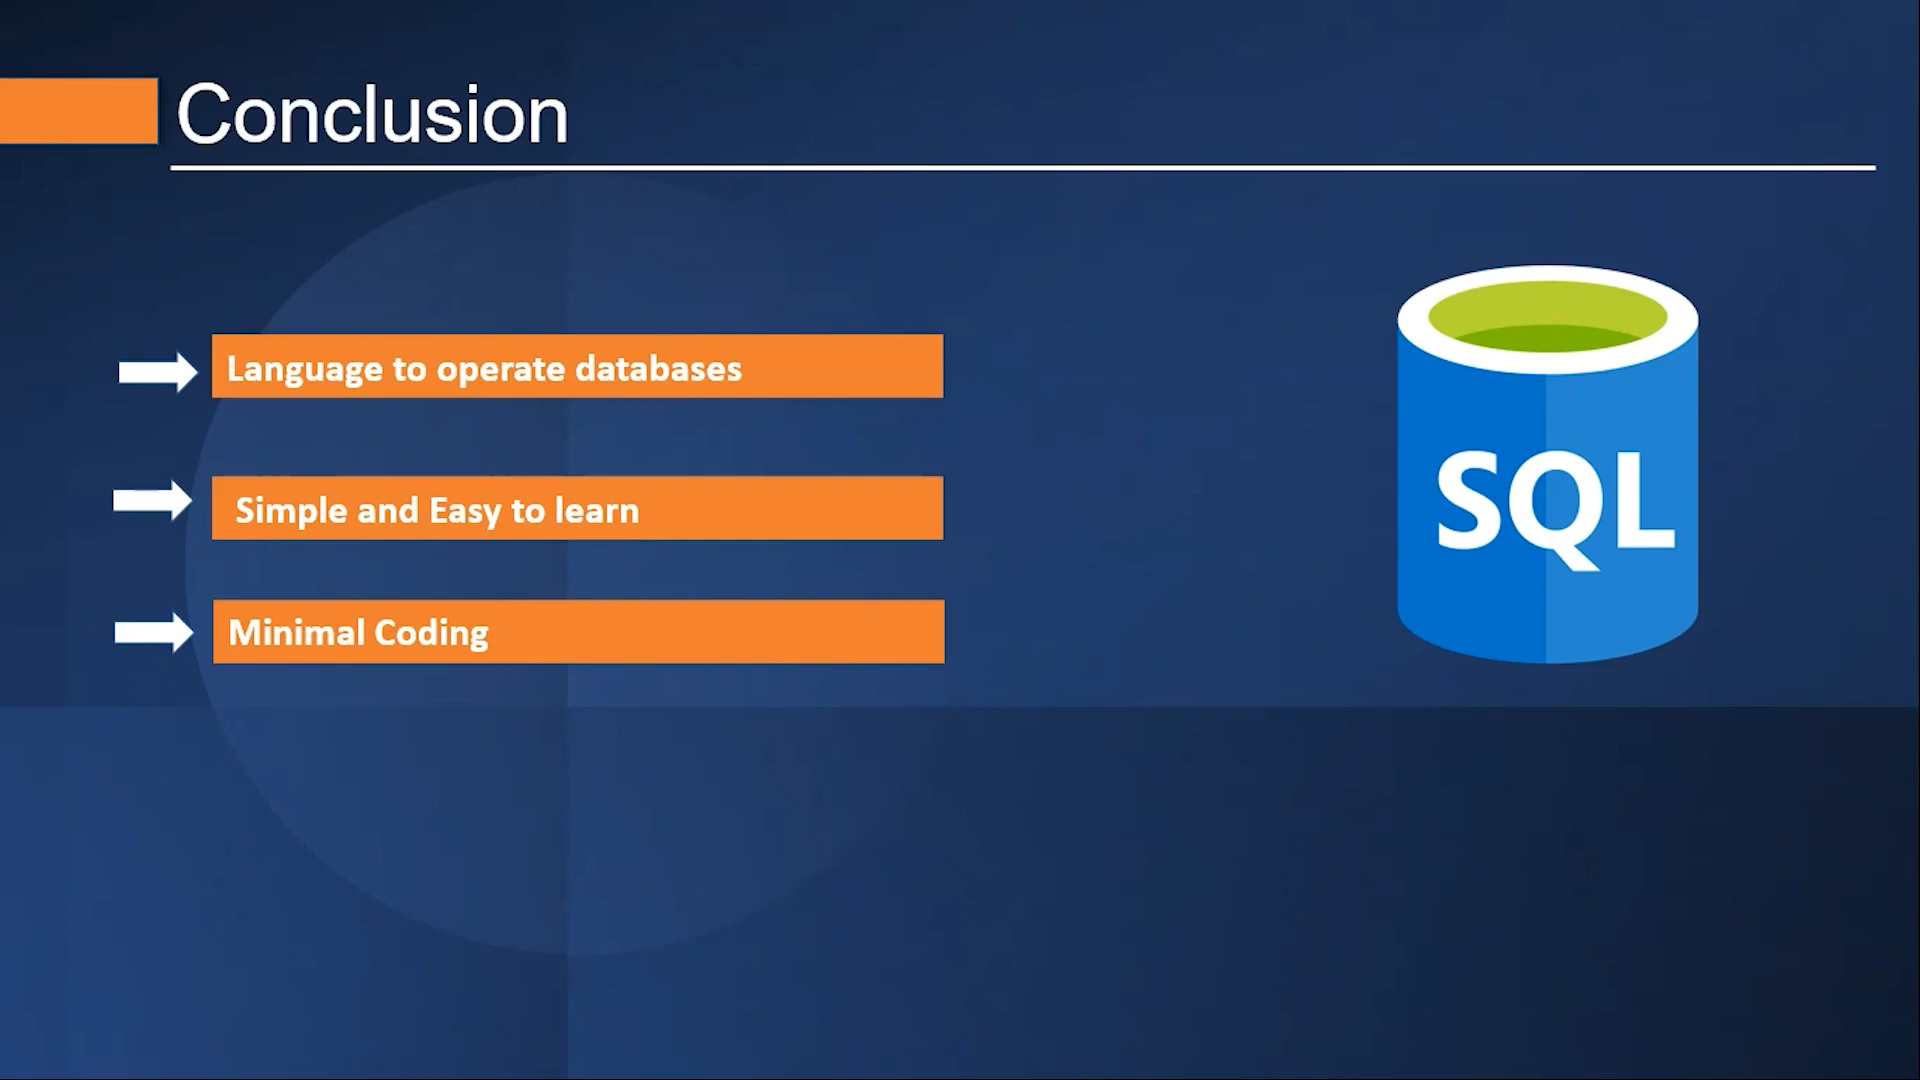 Conclusion
Language to operate databases
Simple and Easy to learn
Minimal Coding
SQL